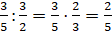 3/5 : 3/2 = 3/5 · 2/3 = 2/5